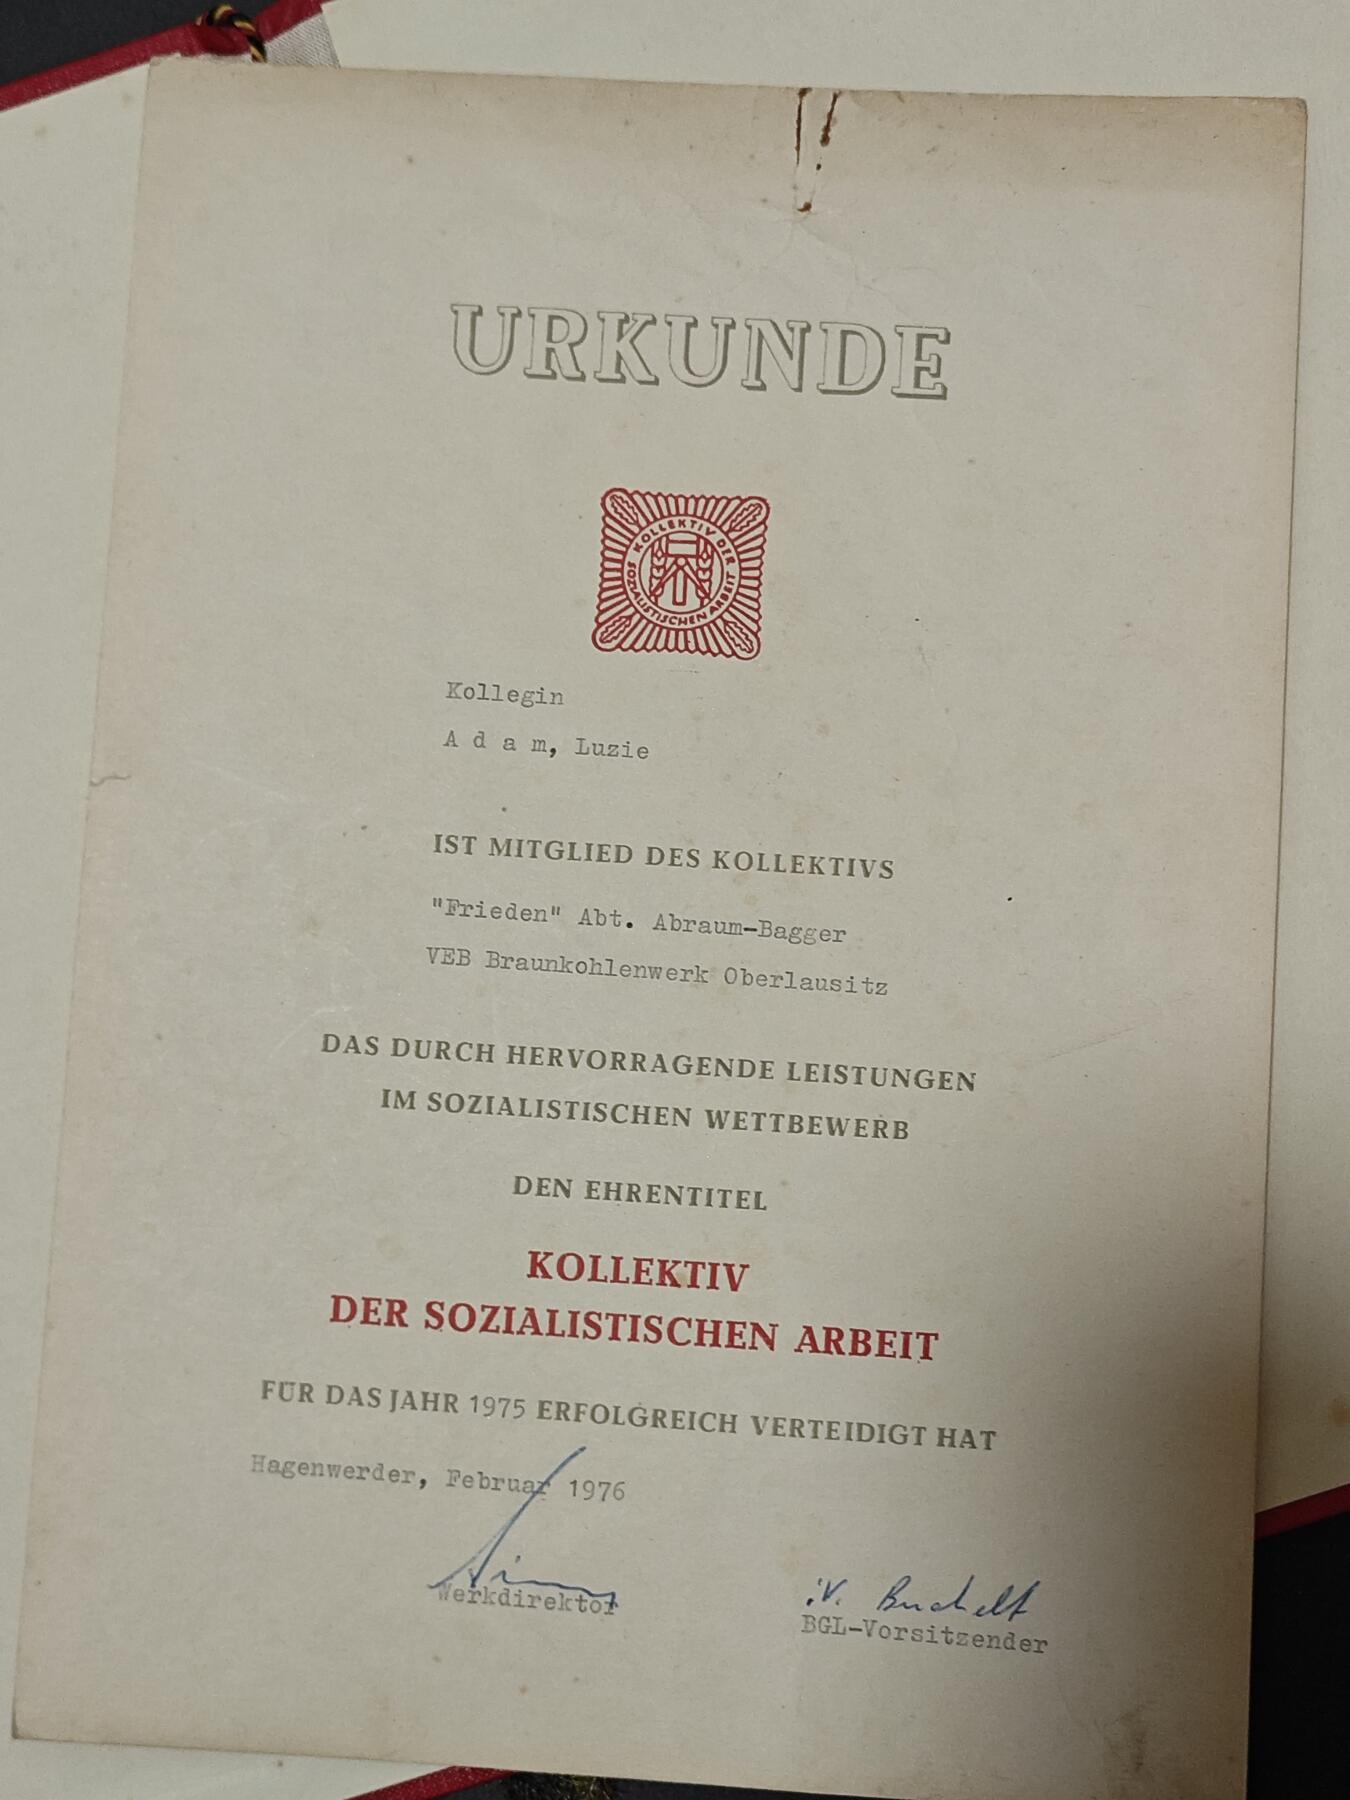 URKUNDE
KOLLEKTIV DER
SOZIALISTISCHEN ARBEIT
Kollegin
A d a m, Luzie
IST MITGLIED DES KOLLEKTIVS
"Frieden" Abt. Abraum-Bagger
VEB Braunkohlenwerk Oberlausitz
DAS DURCH HERVORRAGENDE LEISTUNGEN
IM SOZIALISTISCHEN WETTBEWERB
DEN EHRENTITEL
KOLLEKTIV
DER SOZIALISTISCHEN ARBEIT
FÜR DAS JAHR 1975 ERFOLGREICH VERTEIDIGT HAT
Hagenwerder, Februar 1976
i.V. Buchelt
Werkdirektor
BGL-Vorsitzender